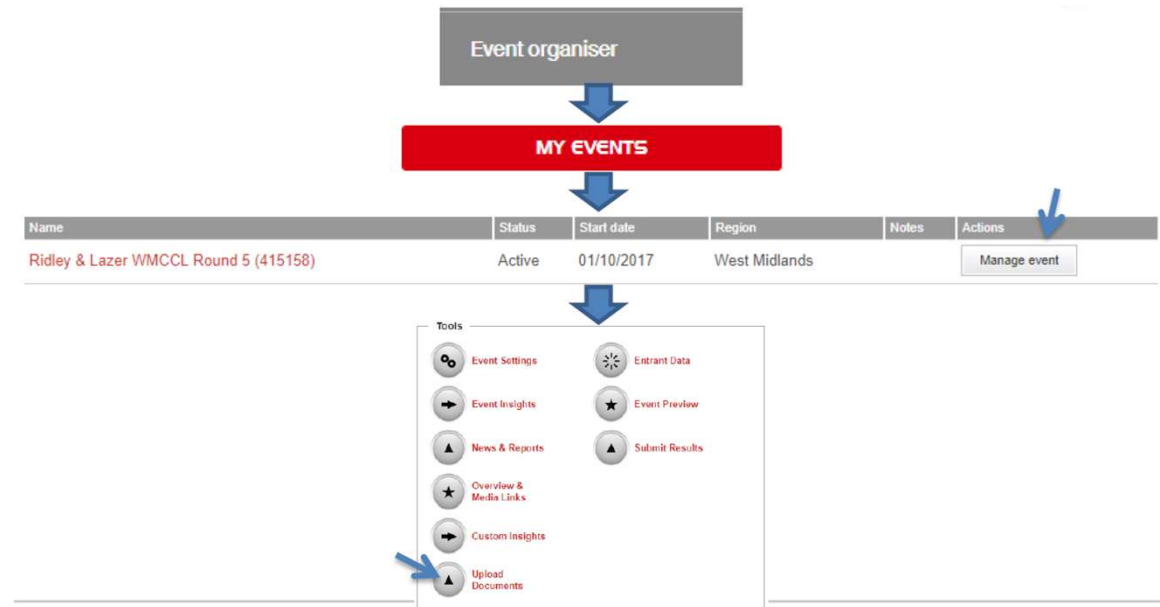 Event organiser
MY EVENTS
Name Status Start date Region Notes Actions
Ridley & Lazer WMCCL Round 5 (415158) Active 01/10/2017 West Midlands Manage event
Tools
Event Settings Entrant Data
Event Insights Event Preview
News & Reports Submit Results
Overview &
Media Links
Custom Insights
Upload
Documents